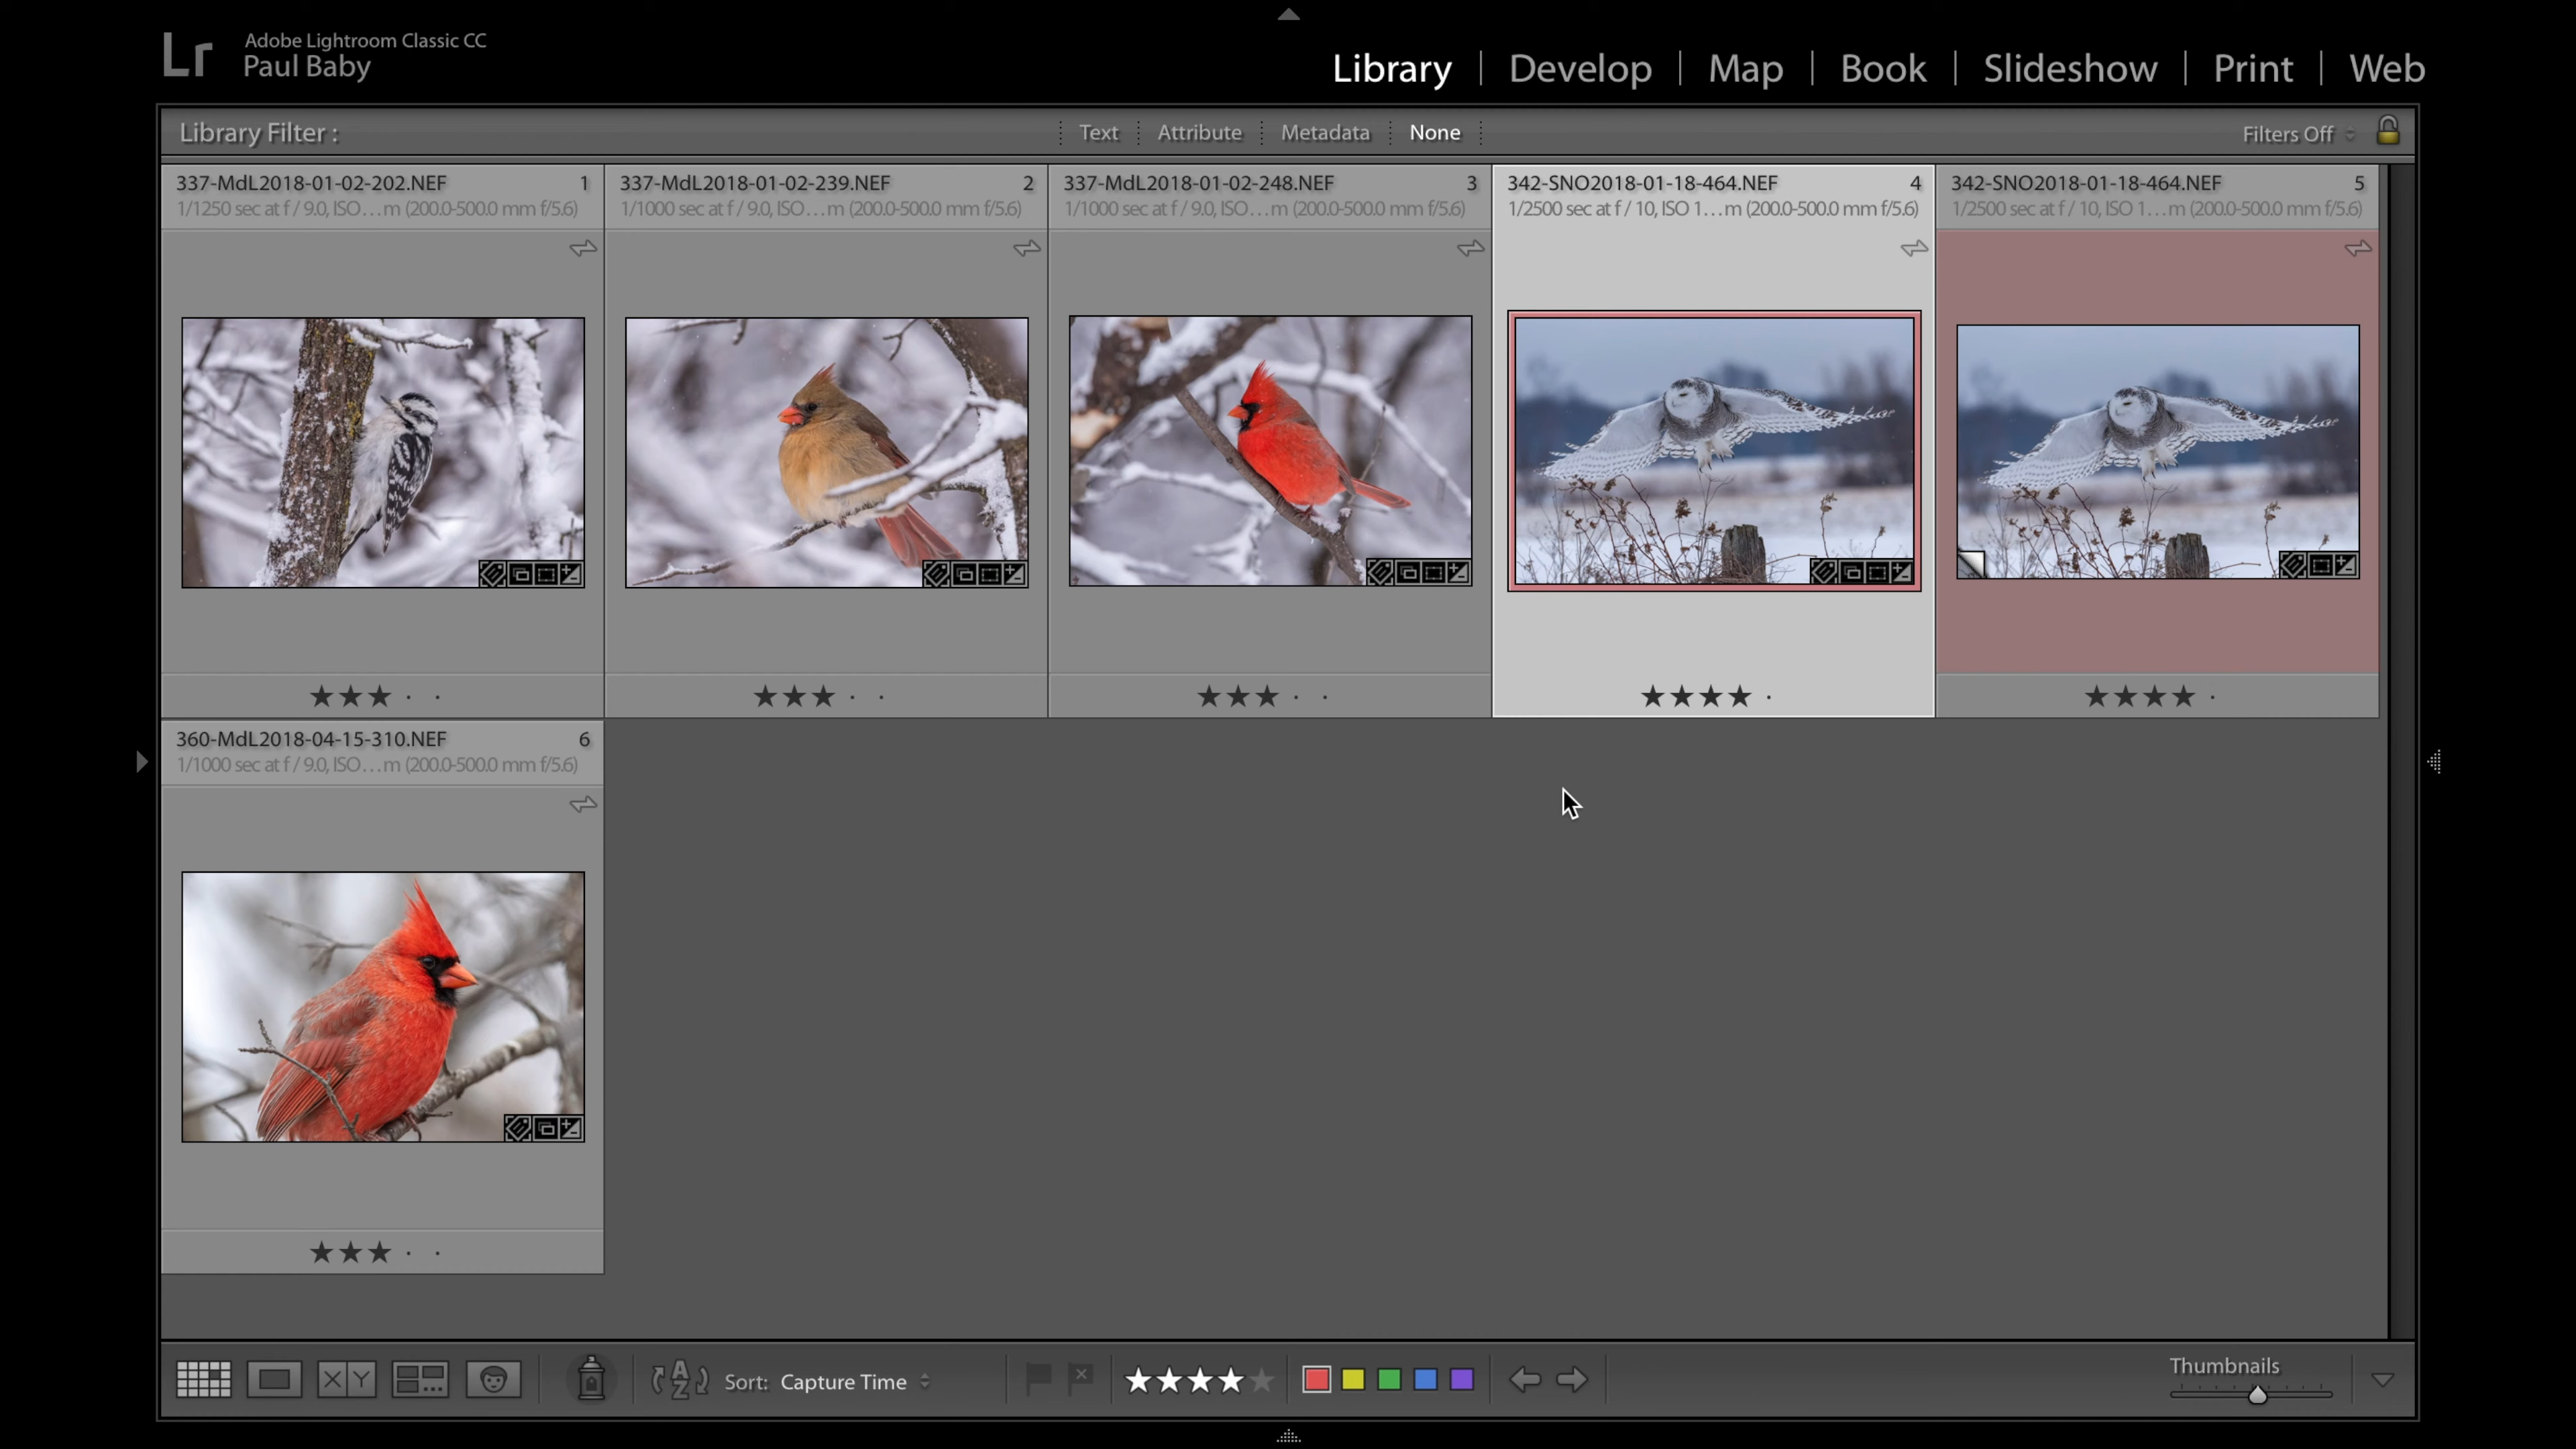 Lr
Adobe Lightroom Classic CC
Paul Baby
Library | Develop | Map | Book | Slideshow | Print | Web
Library Filter :
Text Attribute Metadata None
Filters Off
337-MdL2018-01-02-202.NEF 1
1/1250 sec at f / 9.0, ISO...m (200.0-500.0 mm f/5.6)
337-MdL2018-01-02-239.NEF 2
1/1000 sec at f / 9.0, ISO...m (200.0-500.0 mm f/5.6)
337-MdL2018-01-02-248.NEF 3
1/1000 sec at f / 9.0, ISO...m (200.0-500.0 mm f/5.6)
342-SNO2018-01-18-464.NEF 4
1/2500 sec at f / 10, ISO 1...m (200.0-500.0 mm f/5.6)
342-SNO2018-01-18-464.NEF 5
1/2500 sec at f / 10, ISO 1...m (200.0-500.0 mm f/5.6)
360-MdL2018-04-15-310.NEF 6
1/1000 sec at f / 9.0, ISO...m (200.0-500.0 mm f/5.6)
X Y
A Z
Sort: Capture Time
Thumbnails